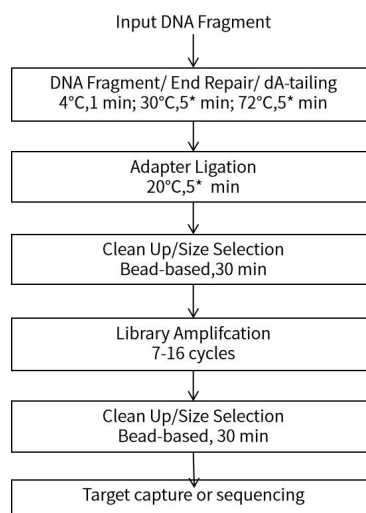 Input DNA Fragment
DNA Fragment/ End Repair/ dA-tailing
4°C,1 min; 30°C,5* min; 72°C,5* min
Adapter Ligation
20°C,5* min
Clean Up/Size Selection
Bead-based,30 min
Library Amplifcation
7-16 cycles
Clean Up/Size Selection
Bead-based, 30 min
Target capture or sequencing